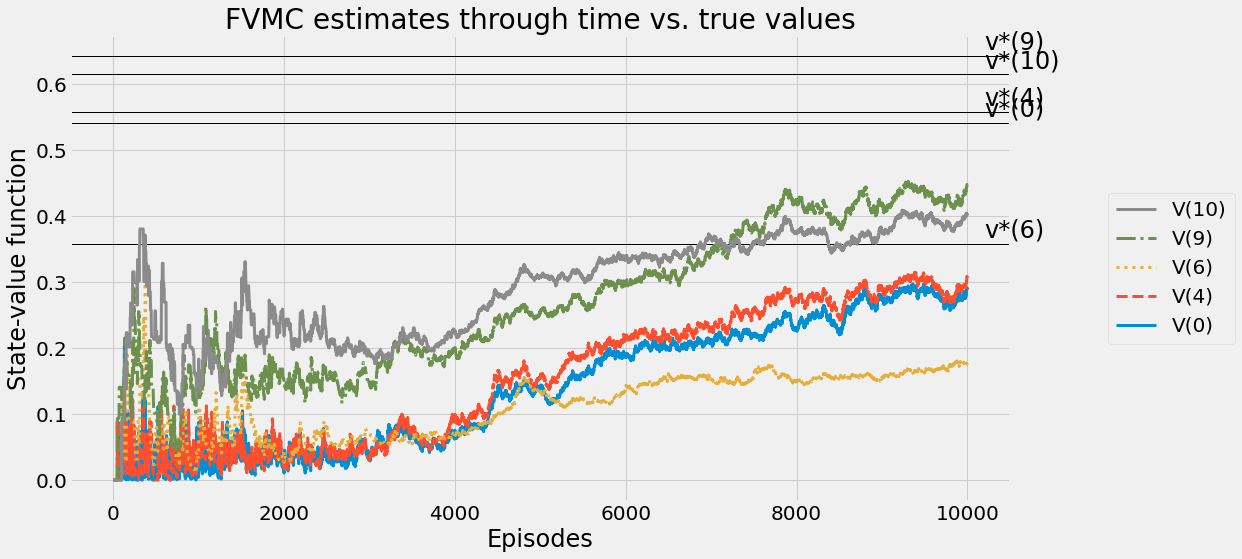 FVMC estimates through time vs. true values
State-value function
0.6
0.5
0.4
0.3
0.2
0.1
0.0
0
2000
4000
6000
8000
10000
Episodes
v*(9)
v*(10)
v*(4)
v*(0)
v*(6)
V(10)
V(9)
V(6)
V(4)
V(0)